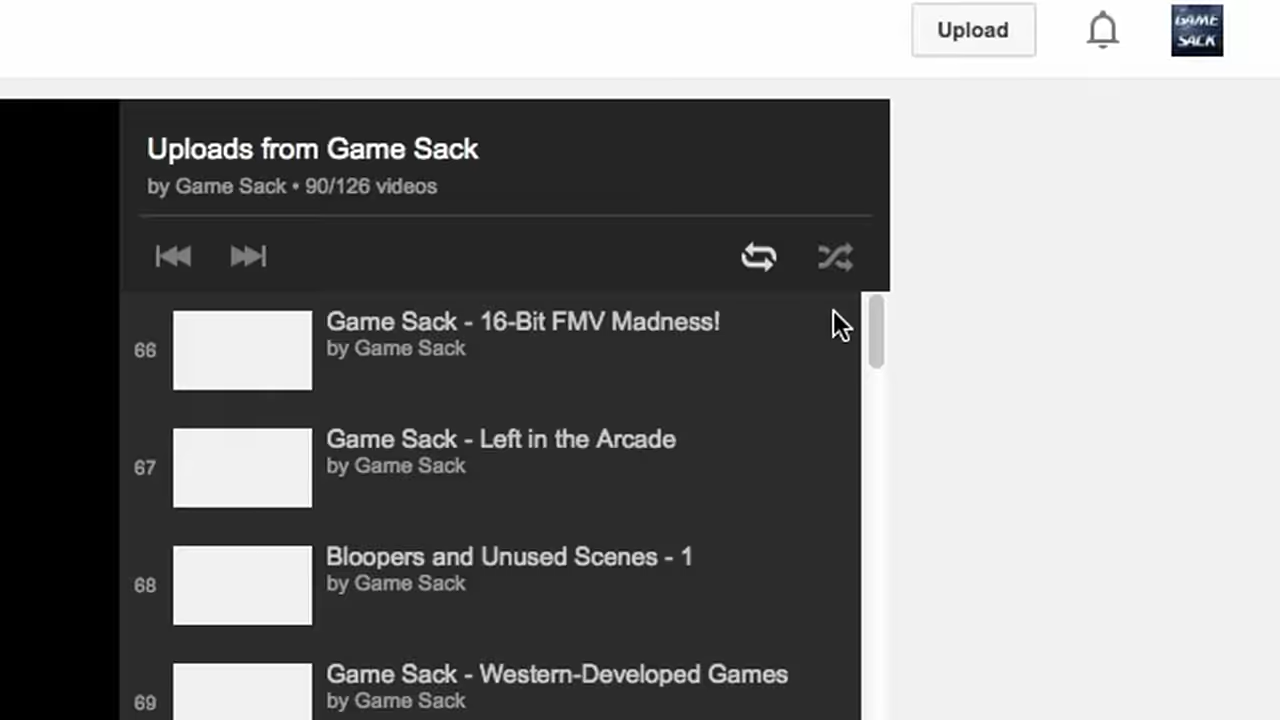 Upload
GAME
SACK
Uploads from Game Sack
by Game Sack • 90/126 videos
66
Game Sack - 16-Bit FMV Madness!
by Game Sack
67
Game Sack - Left in the Arcade
by Game Sack
68
Bloopers and Unused Scenes - 1
by Game Sack
69
Game Sack - Western-Developed Games
by Game Sack